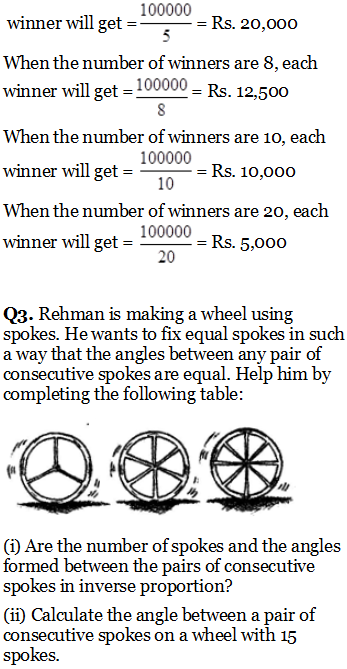 winner will get = 100000/5 = Rs. 20,000
When the number of winners are 8, each
winner will get = 100000/8 = Rs. 12,500
When the number of winners are 10, each
winner will get = 100000/10 = Rs. 10,000
When the number of winners are 20, each
winner will get = 100000/20 = Rs. 5,000
Q3. Rehman is making a wheel using
spokes. He wants to fix equal spokes in such
a way that the angles between any pair of
consecutive spokes are equal. Help him by
completing the following table:
(i) Are the number of spokes and the angles
formed between the pairs of consecutive
spokes in inverse proportion?
(ii) Calculate the angle between a pair of
consecutive spokes on a wheel with 15
spokes.